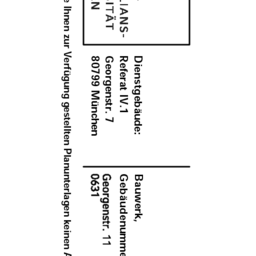 IANS-
ITÄT
N
Dienstgebäude:
Referat IV.1
Georgenstr. 7
80799 München
Bauwerk,
Gebäudenumme
Georgenstr. 11
0631
Ihnen zur Verfügung gestellten Planunterlagen keinen